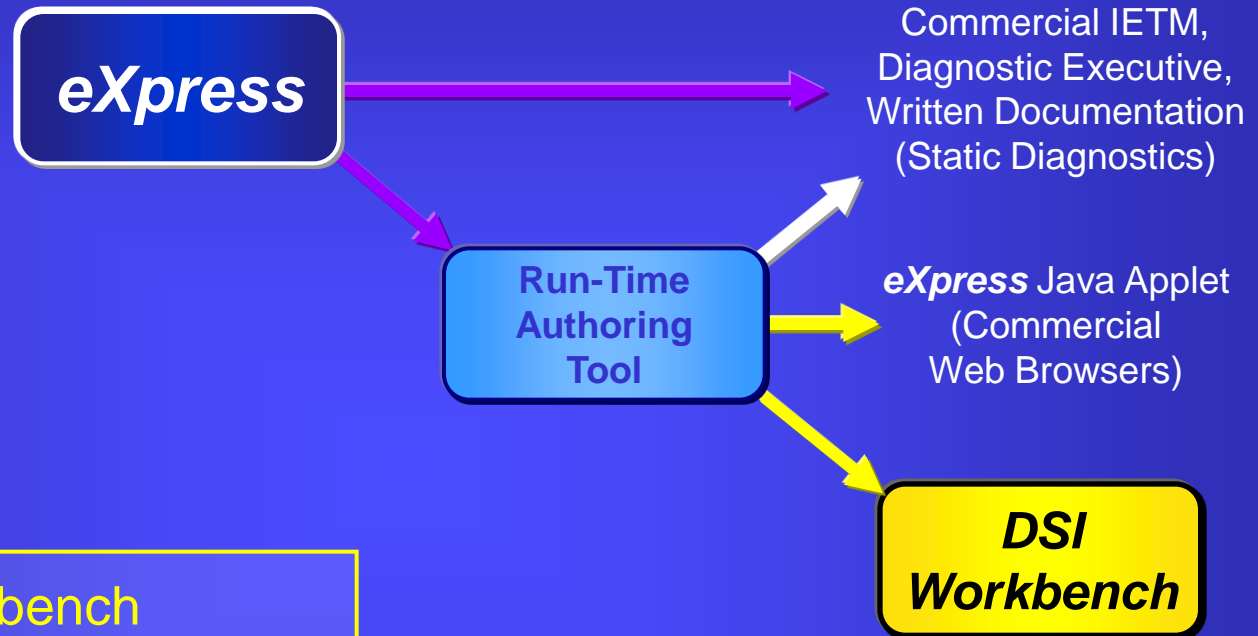 eXpress
Commercial IETM,
Diagnostic Executive,
Written Documentation
(Static Diagnostics)
Run-Time
Authoring
Tool
eXpress Java Applet
(Commercial
Web Browsers)
DSI
Workbench
bench